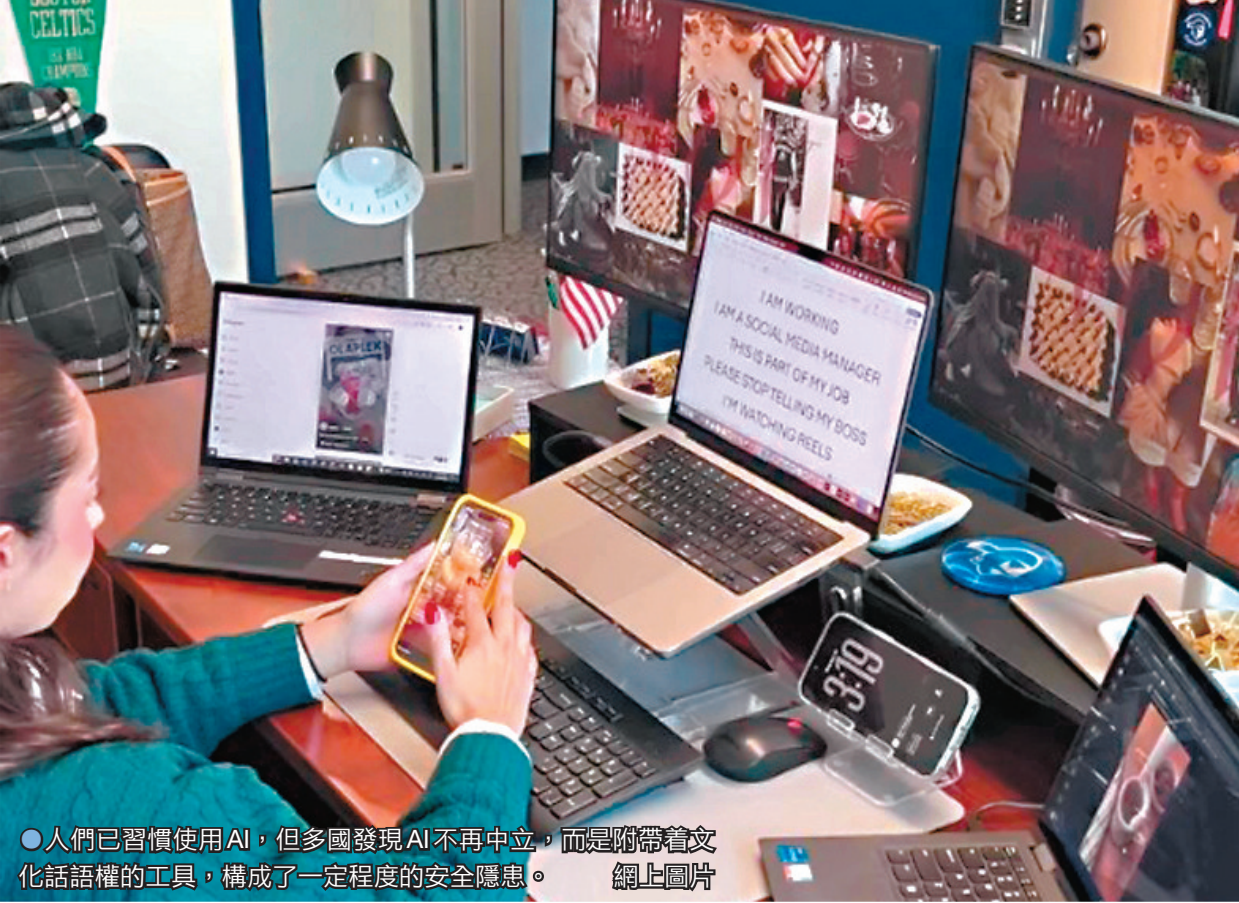 CELTICS
I AM WORKING
I AM A SOCIAL MEDIA MANAGER
THIS IS PART OF MY JOB
PLEASE STOP TELLING MY BOSS
I'M WATCHING REELS
3:19
●人們已習慣使用AI，但多國發現AI不再中立，而是附帶着文
化話語權的工具，構成了一定程度的安全隱患。 網上圖片